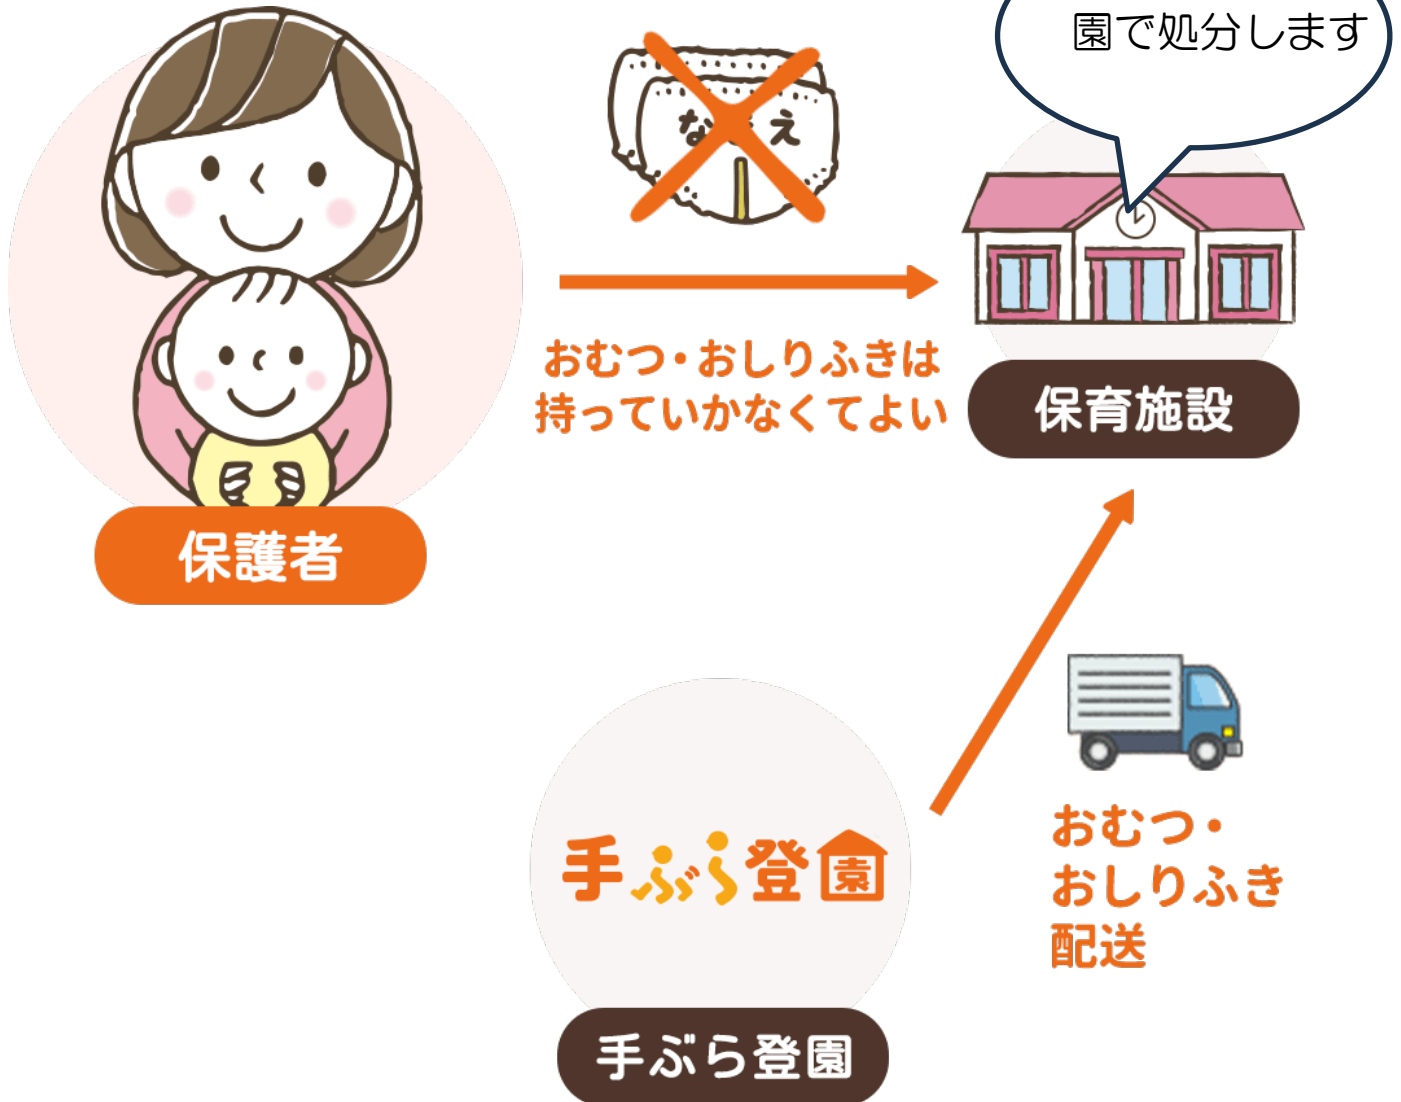 園で処分します
な え
おむつ・おしりふきは
持っていかなくてよい
保育施設
保護者
おむつ・
おしりふき
配送
手ぶら登園
手ぶら登園